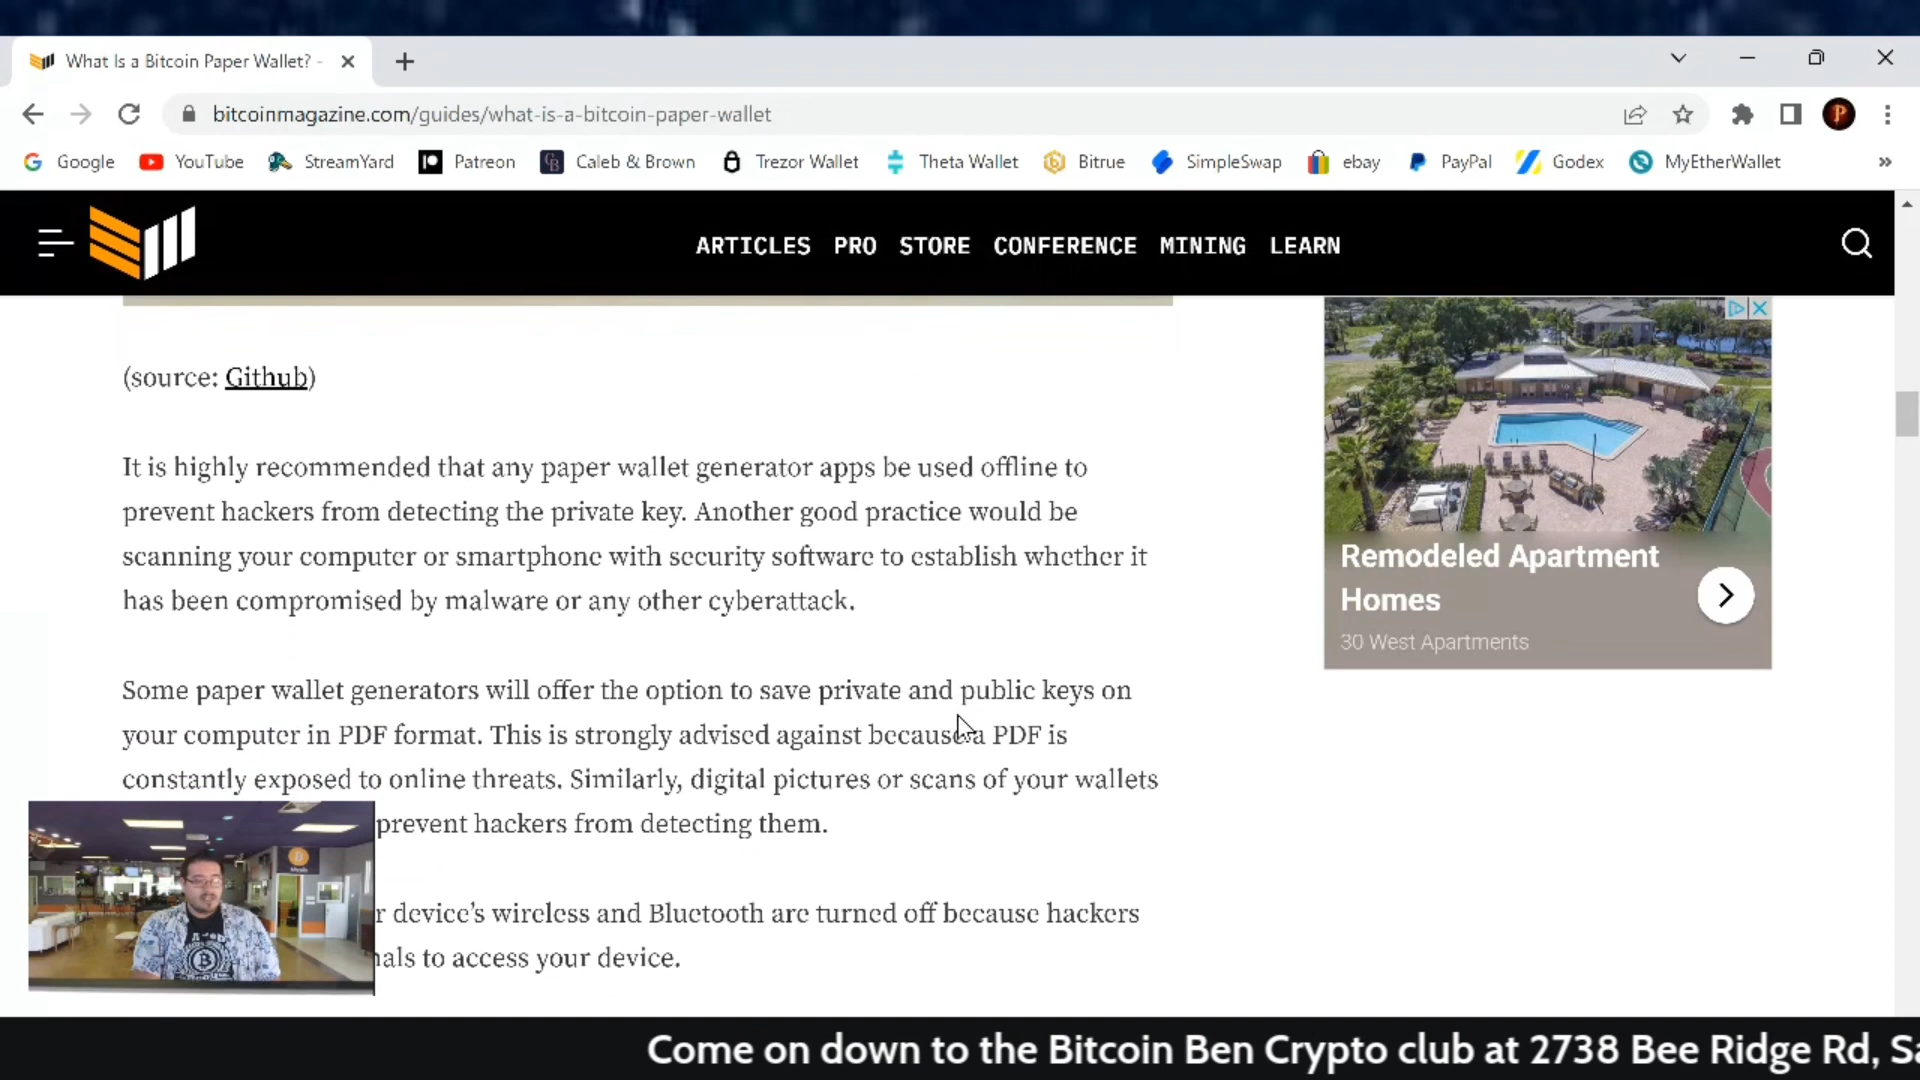 What Is a Bitcoin Paper Wallet? -
bitcoinmagazine.com/guides/what-is-a-bitcoin-paper-wallet
Google YouTube StreamYard Patreon Caleb & Brown Trezor Wallet Theta Wallet Bitrue SimpleSwap ebay PayPal Godex MyEtherWallet »
ARTICLES PRO STORE CONFERENCE MINING LEARN
(source: Github)
It is highly recommended that any paper wallet generator apps be used offline to
prevent hackers from detecting the private key. Another good practice would be
scanning your computer or smartphone with security software to establish whether it
has been compromised by malware or any other cyberattack.
Some paper wallet generators will offer the option to save private and public keys on
your computer in PDF format. This is strongly advised against because a PDF is
constantly exposed to online threats. Similarly, digital pictures or scans of your wallets
prevent hackers from detecting them.
r device's wireless and Bluetooth are turned off because hackers
nals to access your device.
Remodeled Apartment
Homes
30 West Apartments
Come on down to the Bitcoin Ben Crypto club at 2738 Bee Ridge Rd, Sa